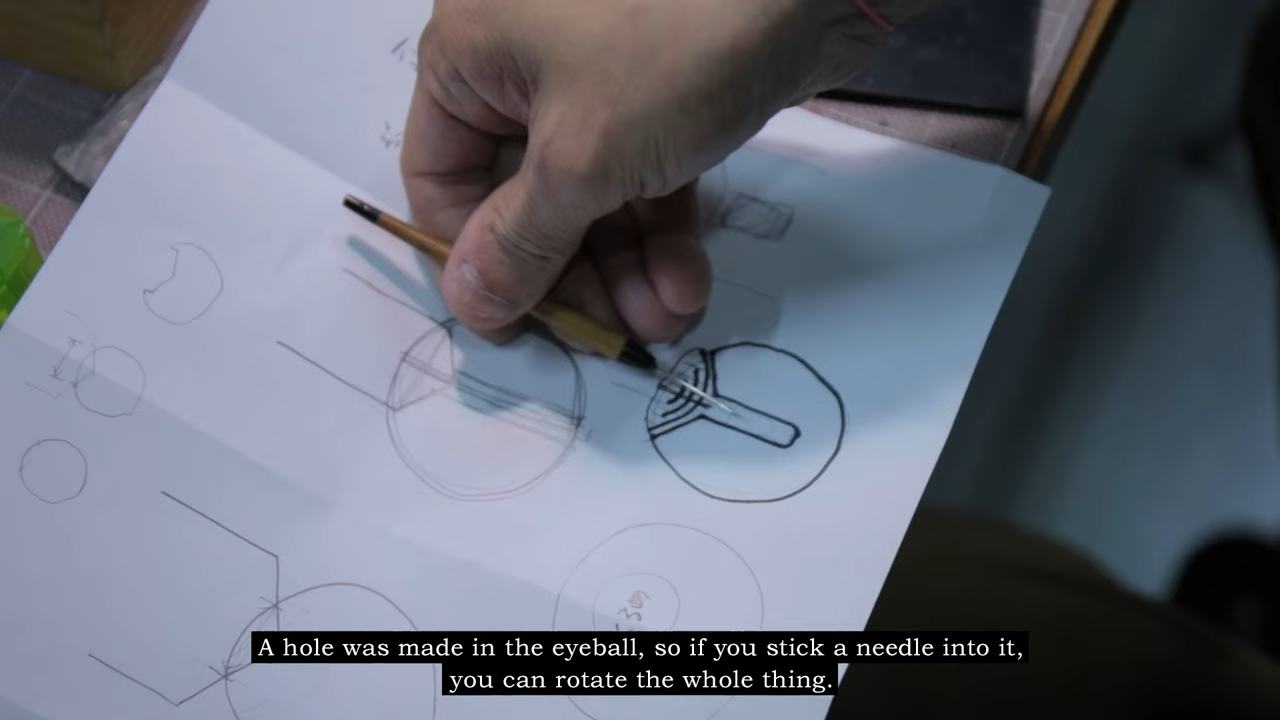 A hole was made in the eyeball, so if you stick a needle into it,
you can rotate the whole thing.